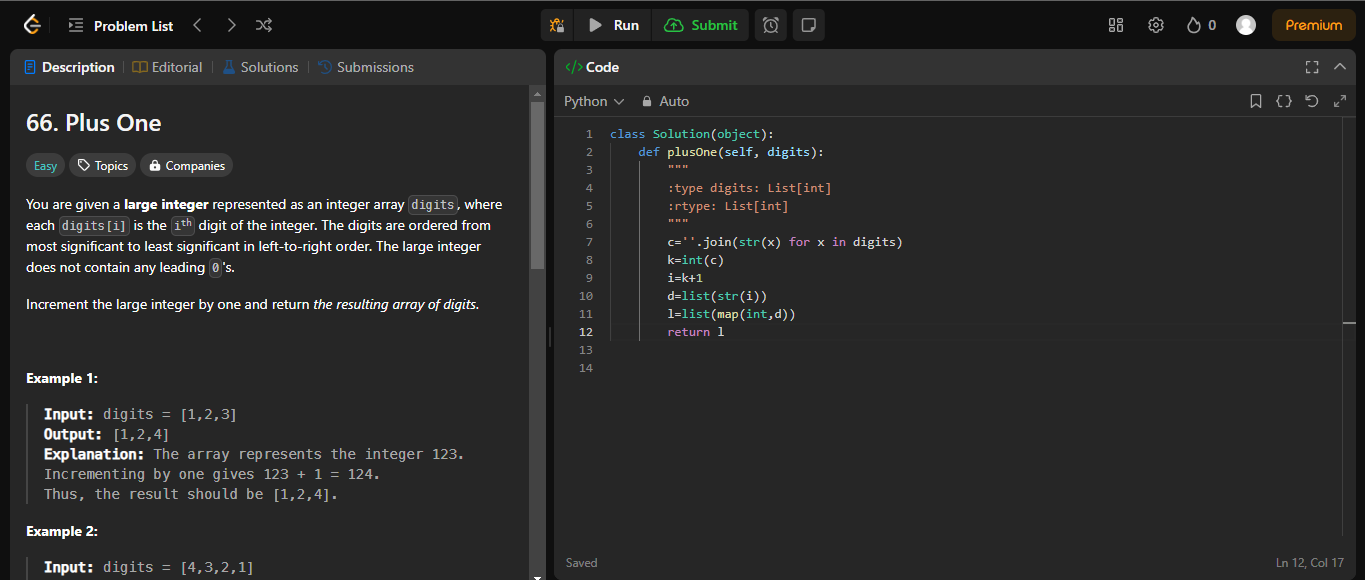 Problem List
Run
Submit
0
Premium
Description
Editorial
Solutions
Submissions
66. Plus One
Easy
Topics
Companies
You are given a large integer represented as an integer array digits, where
each digits[i] is the ith digit of the integer. The digits are ordered from
most significant to least significant in left-to-right order. The large integer
does not contain any leading 0's.
Increment the large integer by one and return the resulting array of digits.
Example 1:
Input: digits = [1,2,3]
Output: [1,2,4]
Explanation: The array represents the integer 123.
Incrementing by one gives 123 + 1 = 124.
Thus, the result should be [1,2,4].
Example 2:
Input: digits = [4,3,2,1]
</> Code
Python
Auto
1 class Solution(object):
2     def plusOne(self, digits):
3         """
4         :type digits: List[int]
5         :rtype: List[int]
6         """
7         c=''.join(str(x) for x in digits)
8         k=int(c)
9         i=k+1
10         d=list(str(i))
11         l=list(map(int,d))
12         return l
13
14
Saved
Ln 12, Col 17